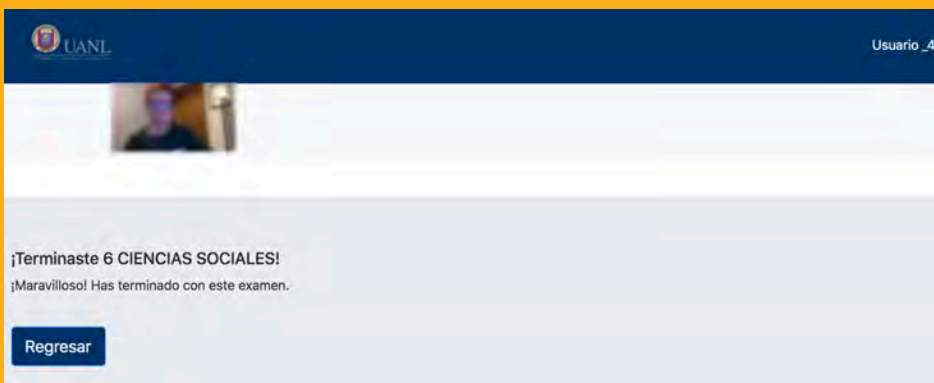 UANL
Usuario _4
¡Terminaste 6 CIENCIAS SOCIALES!
¡Maravilloso! Has terminado con este examen.
Regresar